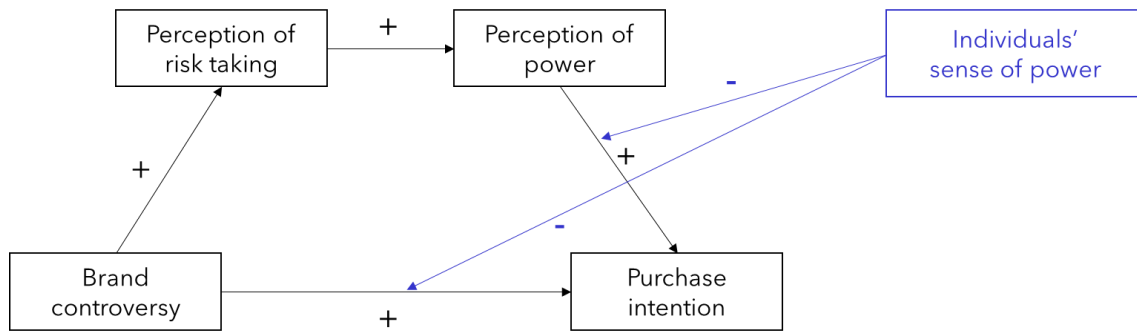 +
Perception of
risk taking
Perception of
power
Individuals'
sense of power
-
+
+
-
Brand
controversy
Purchase
intention
+